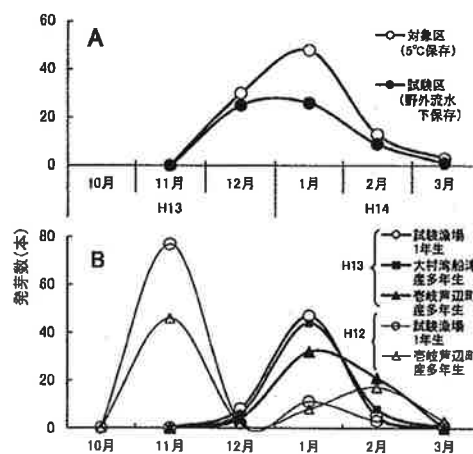 A
60
40
20
0
対象区
(5℃保存)
試験区
(野外流水
下保存)
10月 11月 12月 1月 2月 3月
H13 H14
発芽数(本)
B
80
60
40
20
0
H13
試験漁場
1年生
大村湾船津
産多年生
壱岐芦辺町
産多年生
H12
試験漁場
1年生
壱岐芦辺町
産多年生
10月 11月 12月 1月 2月 3月